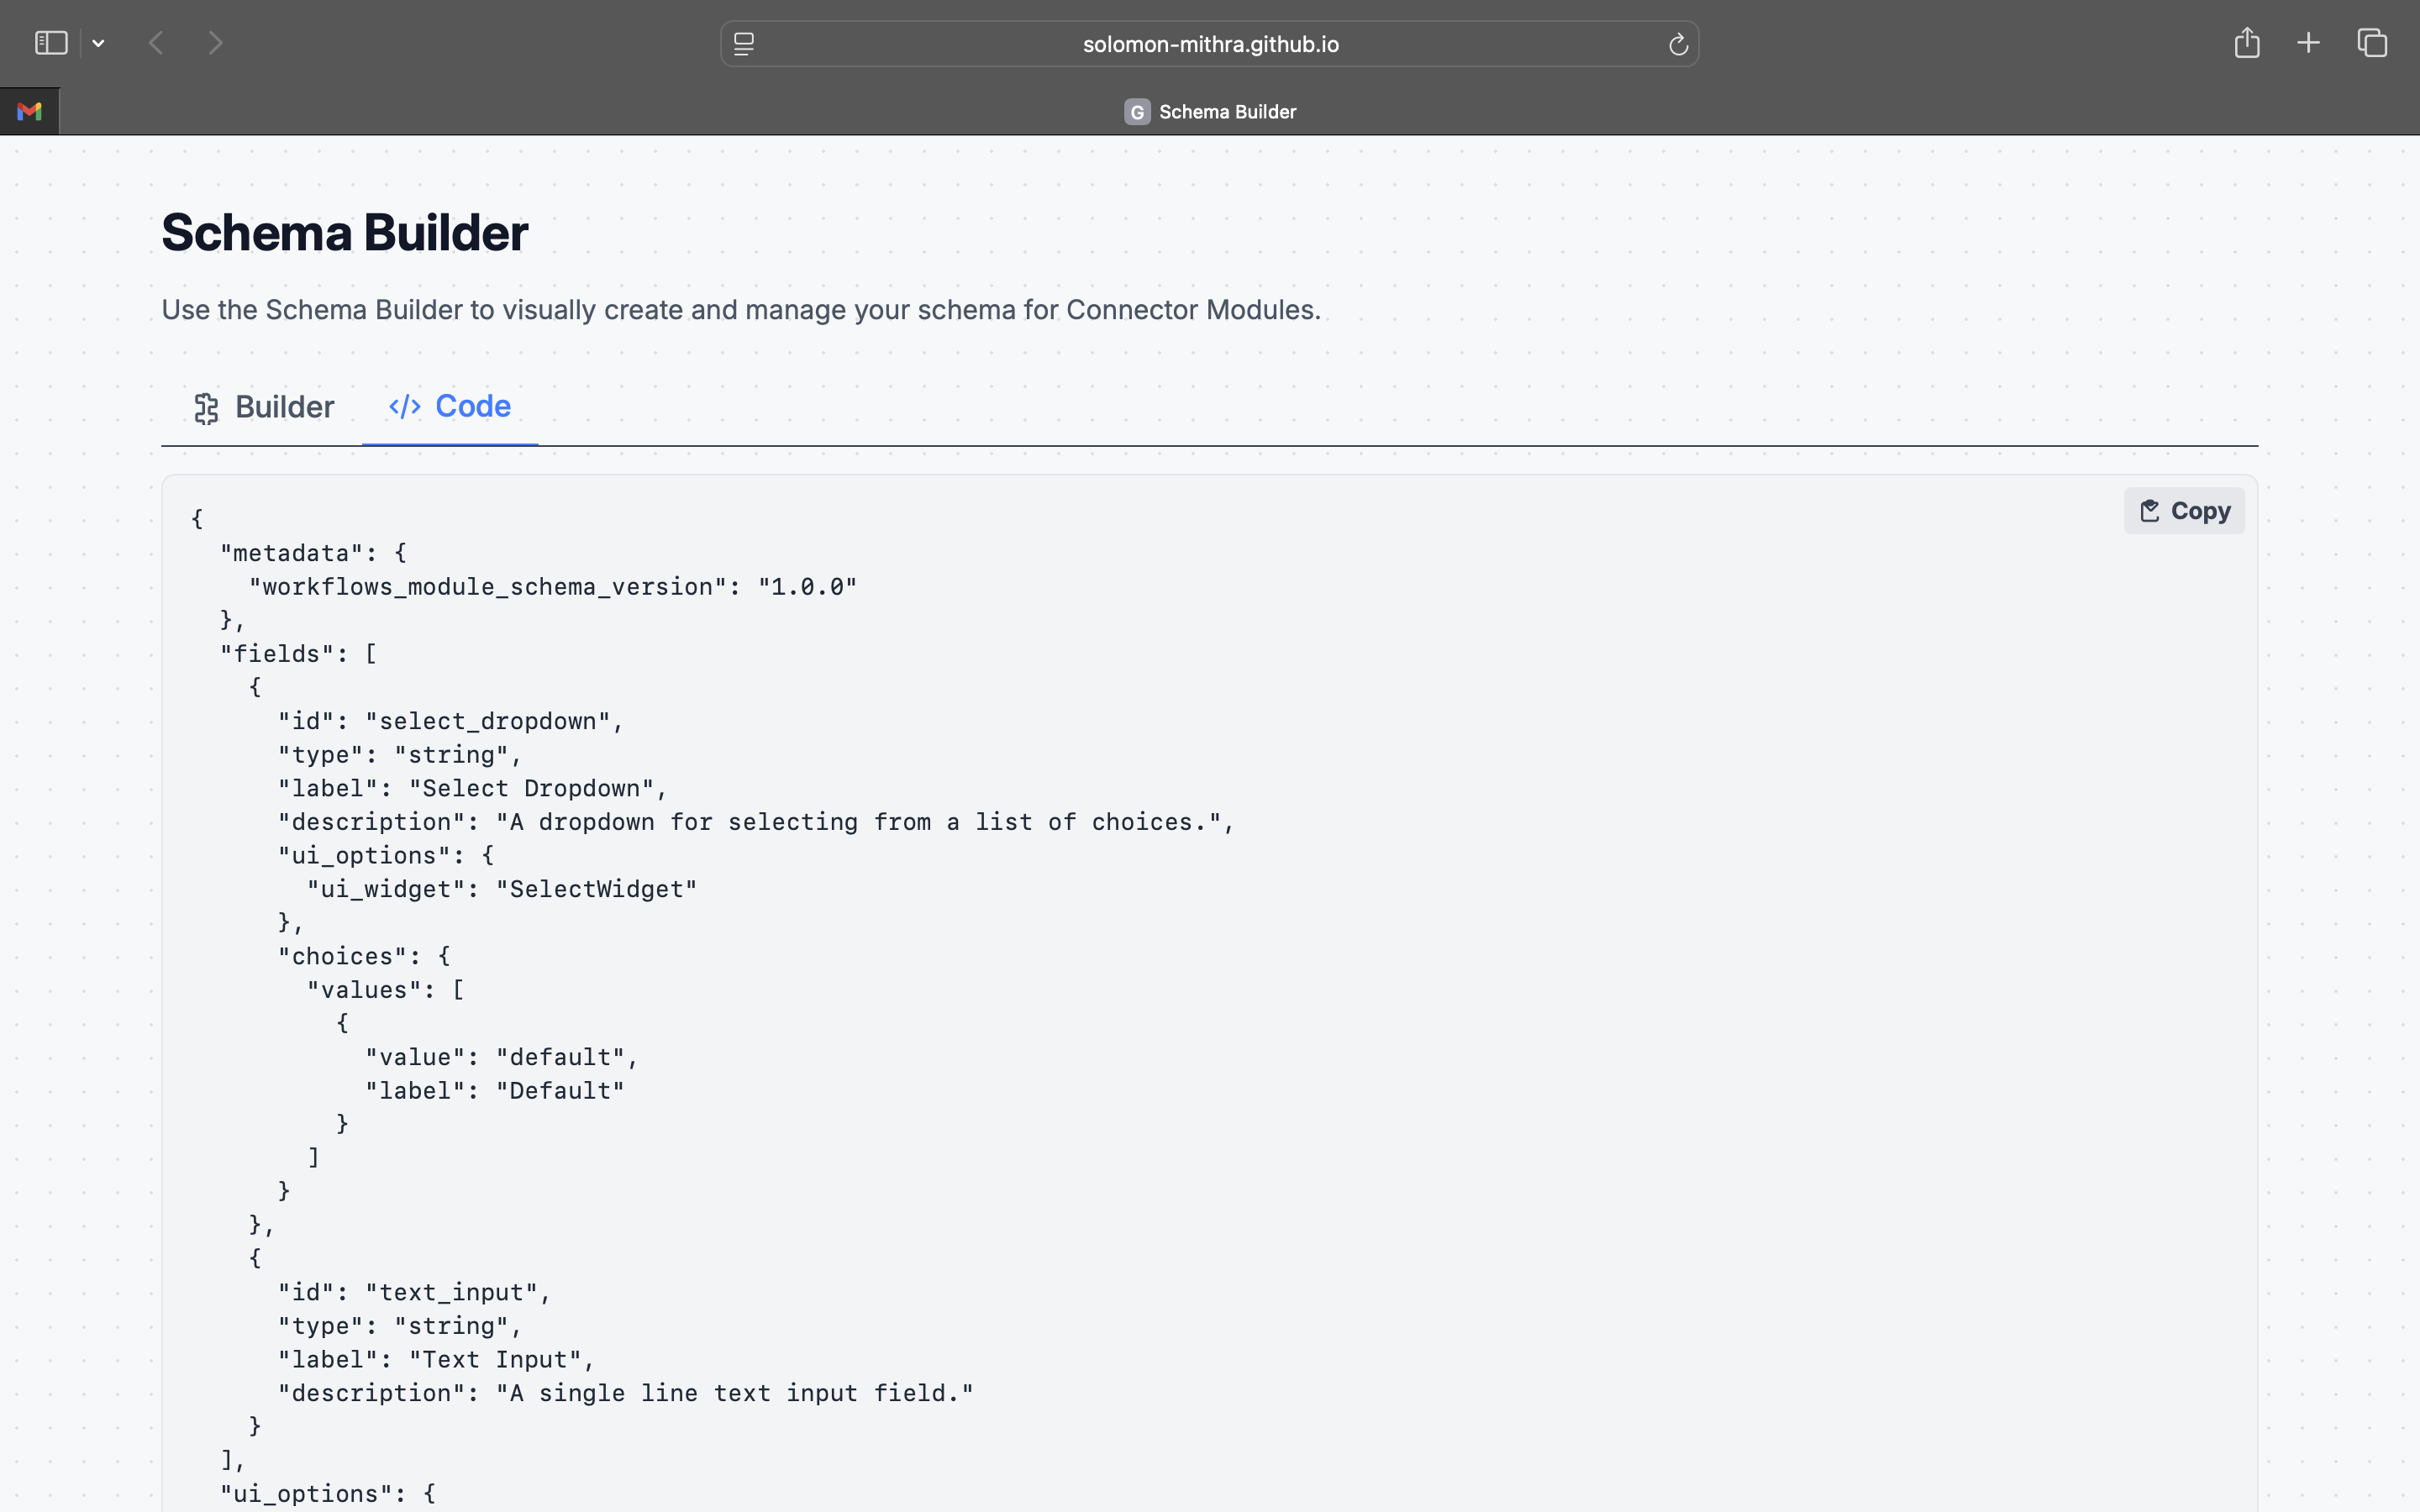 solomon-mithra.github.io
G Schema Builder
Schema Builder
Use the Schema Builder to visually create and manage your schema for Connector Modules.
Builder </> Code
Copy
{
  "metadata": {
    "workflows_module_schema_version": "1.0.0"
  },
  "fields": [
    {
      "id": "select_dropdown",
      "type": "string",
      "label": "Select Dropdown",
      "description": "A dropdown for selecting from a list of choices.",
      "ui_options": {
        "ui_widget": "SelectWidget"
      },
      "choices": {
        "values": [
          {
            "value": "default",
            "label": "Default"
          }
        ]
      }
    },
    {
      "id": "text_input",
      "type": "string",
      "label": "Text Input",
      "description": "A single line text input field."
    }
  ],
  "ui_options": {